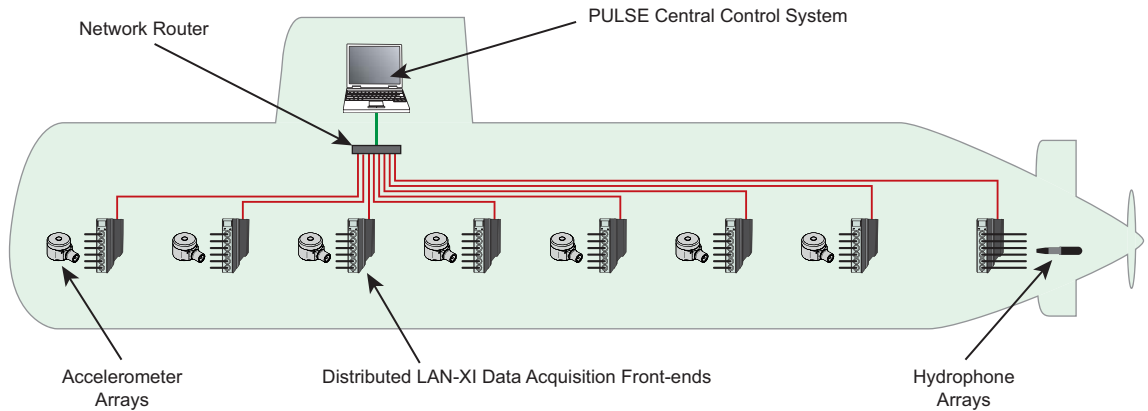 PULSE Central Control System
Network Router
Accelerometer
Arrays
Distributed LAN-XI Data Acquisition Front-ends
Hydrophone
Arrays